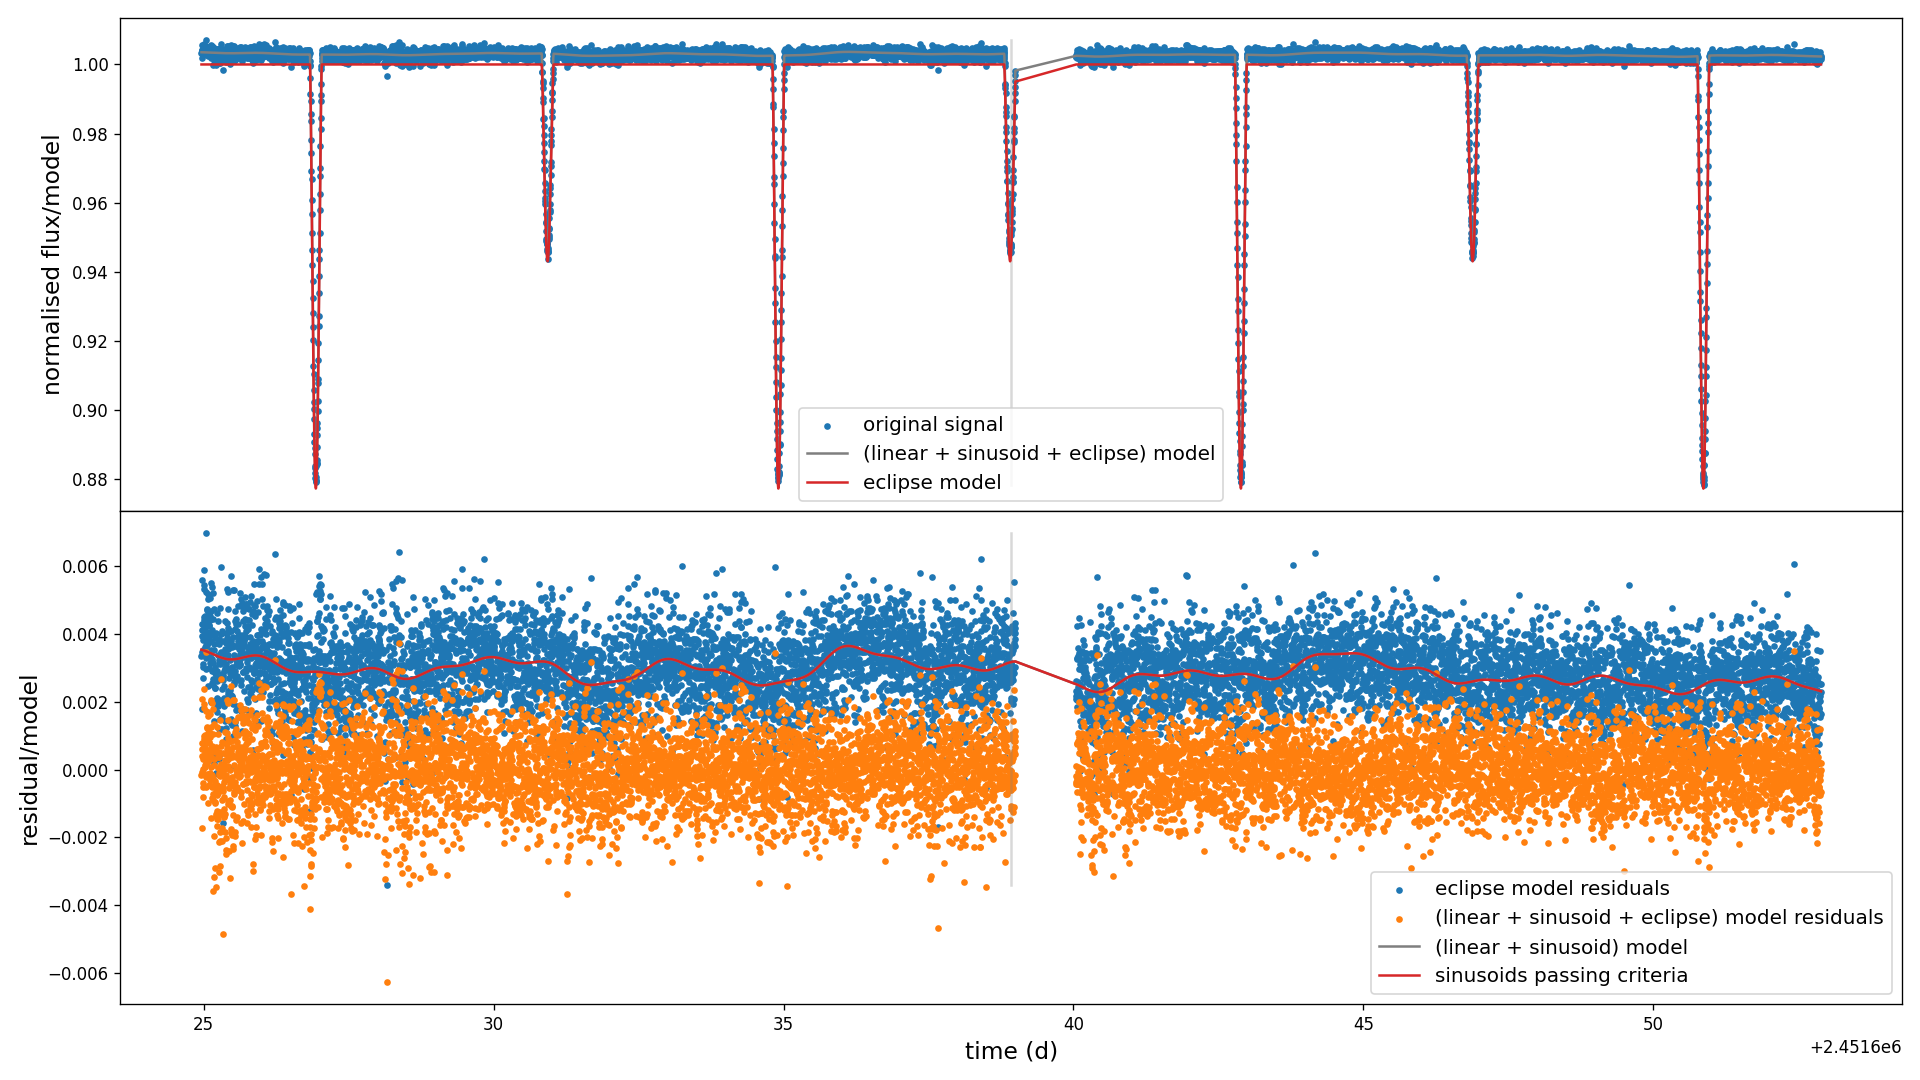 1.00
0.98
0.96
0.94
0.92
0.90
0.88
normalised flux/model
original signal
(linear + sinusoid + eclipse) model
eclipse model
0.006
0.004
0.002
0.000
−0.002
−0.004
−0.006
residual/model
eclipse model residuals
(linear + sinusoid + eclipse) model residuals
(linear + sinusoid) model
sinusoids passing criteria
25
30
35
40
45
50
time (d)
+2.4516e6